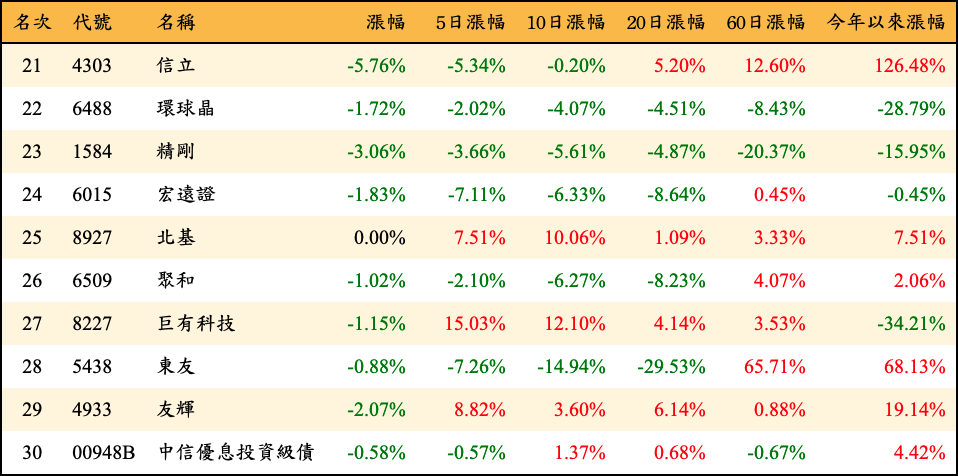 名次 代號 名稱 漲幅 5日漲幅 10日漲幅 20日漲幅 60日漲幅 今年以來漲幅
21 4303 信立 -5.76% -5.34% -0.20% 5.20% 12.60% 126.48%
22 6488 環球晶 -1.72% -2.02% -4.07% -4.51% -8.43% -28.79%
23 1584 精剛 -3.06% -3.66% -5.61% -4.87% -20.37% -15.95%
24 6015 宏遠證 -1.83% -7.11% -6.33% -8.64% 0.45% -0.45%
25 8927 北基 0.00% 7.51% 10.06% 1.09% 3.33% 7.51%
26 6509 聚和 -1.02% -2.10% -6.27% -8.23% 4.07% 2.06%
27 8227 巨有科技 -1.15% 15.03% 12.10% 4.14% 3.53% -34.21%
28 5438 東友 -0.88% -7.26% -14.94% -29.53% 65.71% 68.13%
29 4933 友輝 -2.07% 8.82% 3.60% 6.14% 0.88% 19.14%
30 00948B 中信優息投資級債 -0.58% -0.57% 1.37% 0.68% -0.67% 4.42%